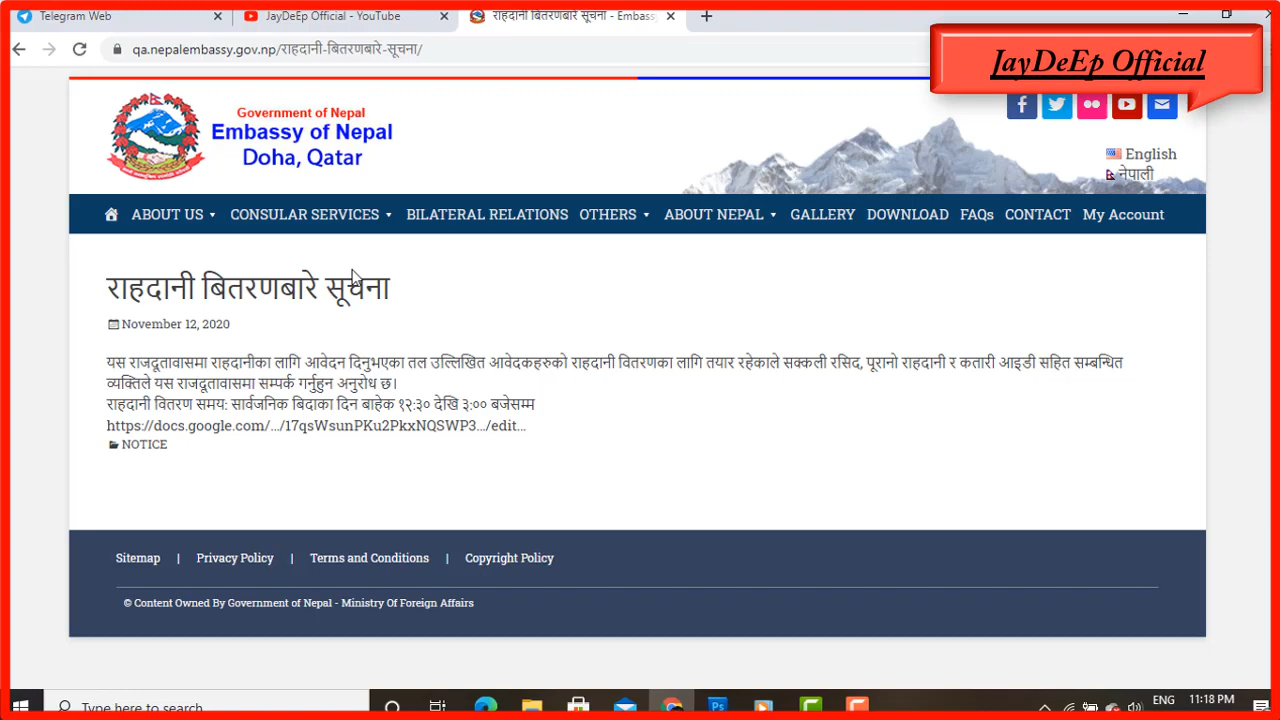 Telegram Web
JayDeEp Official - YouTube
राहदानी बितरणबारे सूचना - Embass
qa.nepalembassy.gov.np/राहदानी-बितरणबारे-सूचना/
JayDeEp Official
Government of Nepal
Embassy of Nepal
Doha, Qatar
English
नेपाली
ABOUT US CONSULAR SERVICES BILATERAL RELATIONS OTHERS ABOUT NEPAL GALLERY DOWNLOAD FAQs CONTACT My Account
राहदानी बितरणबारे सूचना
November 12, 2020
यस राजदूतावासमा राहदानीका लागि आवेदन दिनुभएका तल उल्लिखित आवेदकहरुको राहदानी वितरणका लागि तयार रहेकाले सक्कली रसिद, पूरानो राहदानी र कतारी आइडी सहित सम्बन्धित
व्यक्तिले यस राजदूतावासमा सम्पर्क गर्नुहुन अनुरोध छ।
राहदानी वितरण समय: सार्वजनिक बिदाका दिन बाहेक १२:३० देखि ३:०० बजेसम्म
https://docs.google.com/.../17qsWsunPKu2PkxNQSWP3.../edit...
NOTICE
Sitemap | Privacy Policy | Terms and Conditions | Copyright Policy
© Content Owned By Government of Nepal - Ministry Of Foreign Affairs
Type here to search
Ps
ENG
11:18 PM